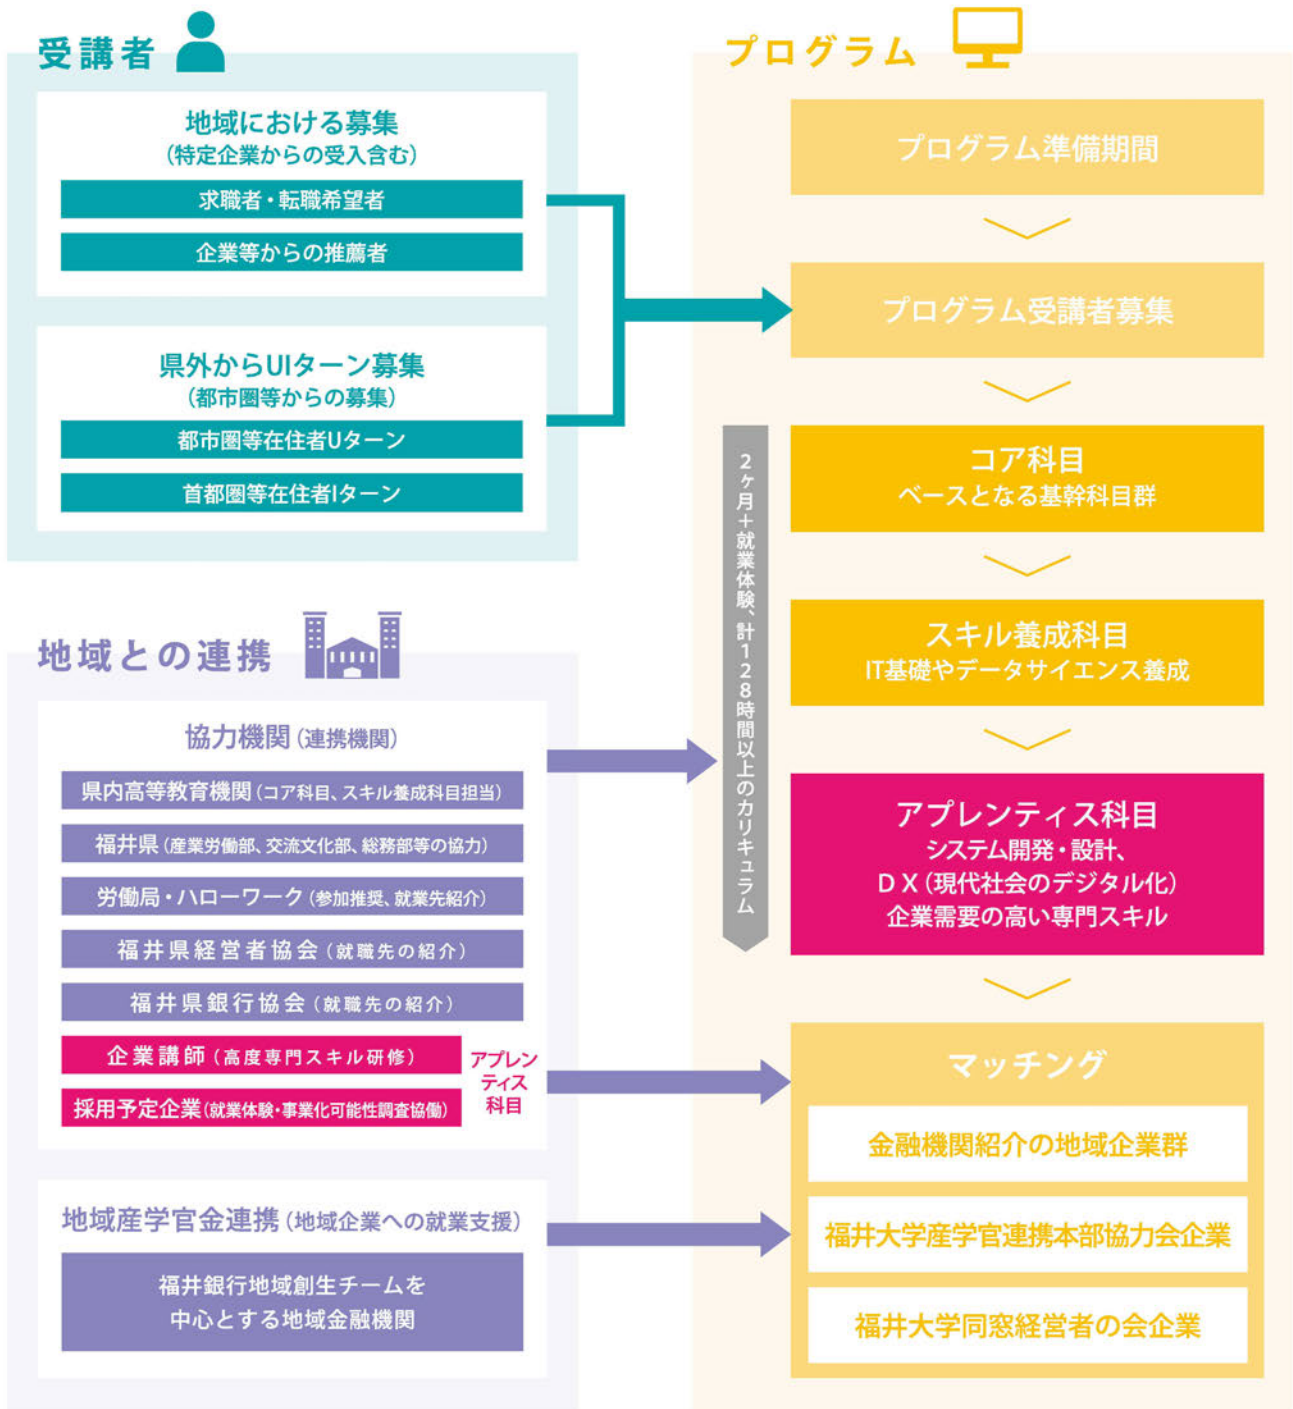 受講者
地域における募集
(特定企業からの受入含む)
求職者・転職希望者
企業等からの推薦者
県外からUIターン募集
(都市圏等からの募集)
都市圏等在住者Uターン
首都圏等在住者Iターン
地域との連携
協力機関(連携機関)
県内高等教育機関(コア科目、スキル養成科目担当)
福井県(産業労働部、交流文化部、総務部等の協力)
労働局・ハローワーク(参加推奨、就業先紹介)
福井県経営者協会(就職先の紹介)
福井県銀行協会(就職先の紹介)
企業講師(高度専門スキル研修)
採用予定企業(就業体験・事業化可能性調査協働)
アプレン
ティス
科目
地域産学官金連携(地域企業への就業支援)
福井銀行地域創生チームを
中心とする地域金融機関
プログラム
プログラム準備期間
プログラム受講者募集
2ヶ月+就業体験、計128時間以上のカリキュラム
コア科目
ベースとなる基幹科目群
スキル養成科目
IT基礎やデータサイエンス養成
アプレンティス科目
システム開発・設計、
DX(現代社会のデジタル化)
企業需要の高い専門スキル
マッチング
金融機関紹介の地域企業群
福井大学産学官連携本部協力会企業
福井大学同窓経営者の会企業